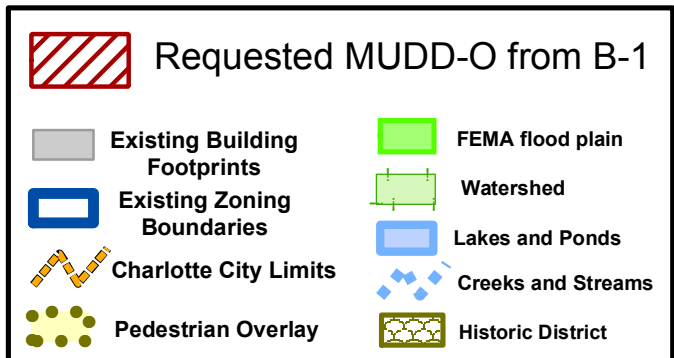 Requested MUDD-O from B-1
Existing Building
Footprints
Existing Zoning
Boundaries
Charlotte City Limits
Pedestrian Overlay
FEMA flood plain
Watershed
Lakes and Ponds
Creeks and Streams
Historic District